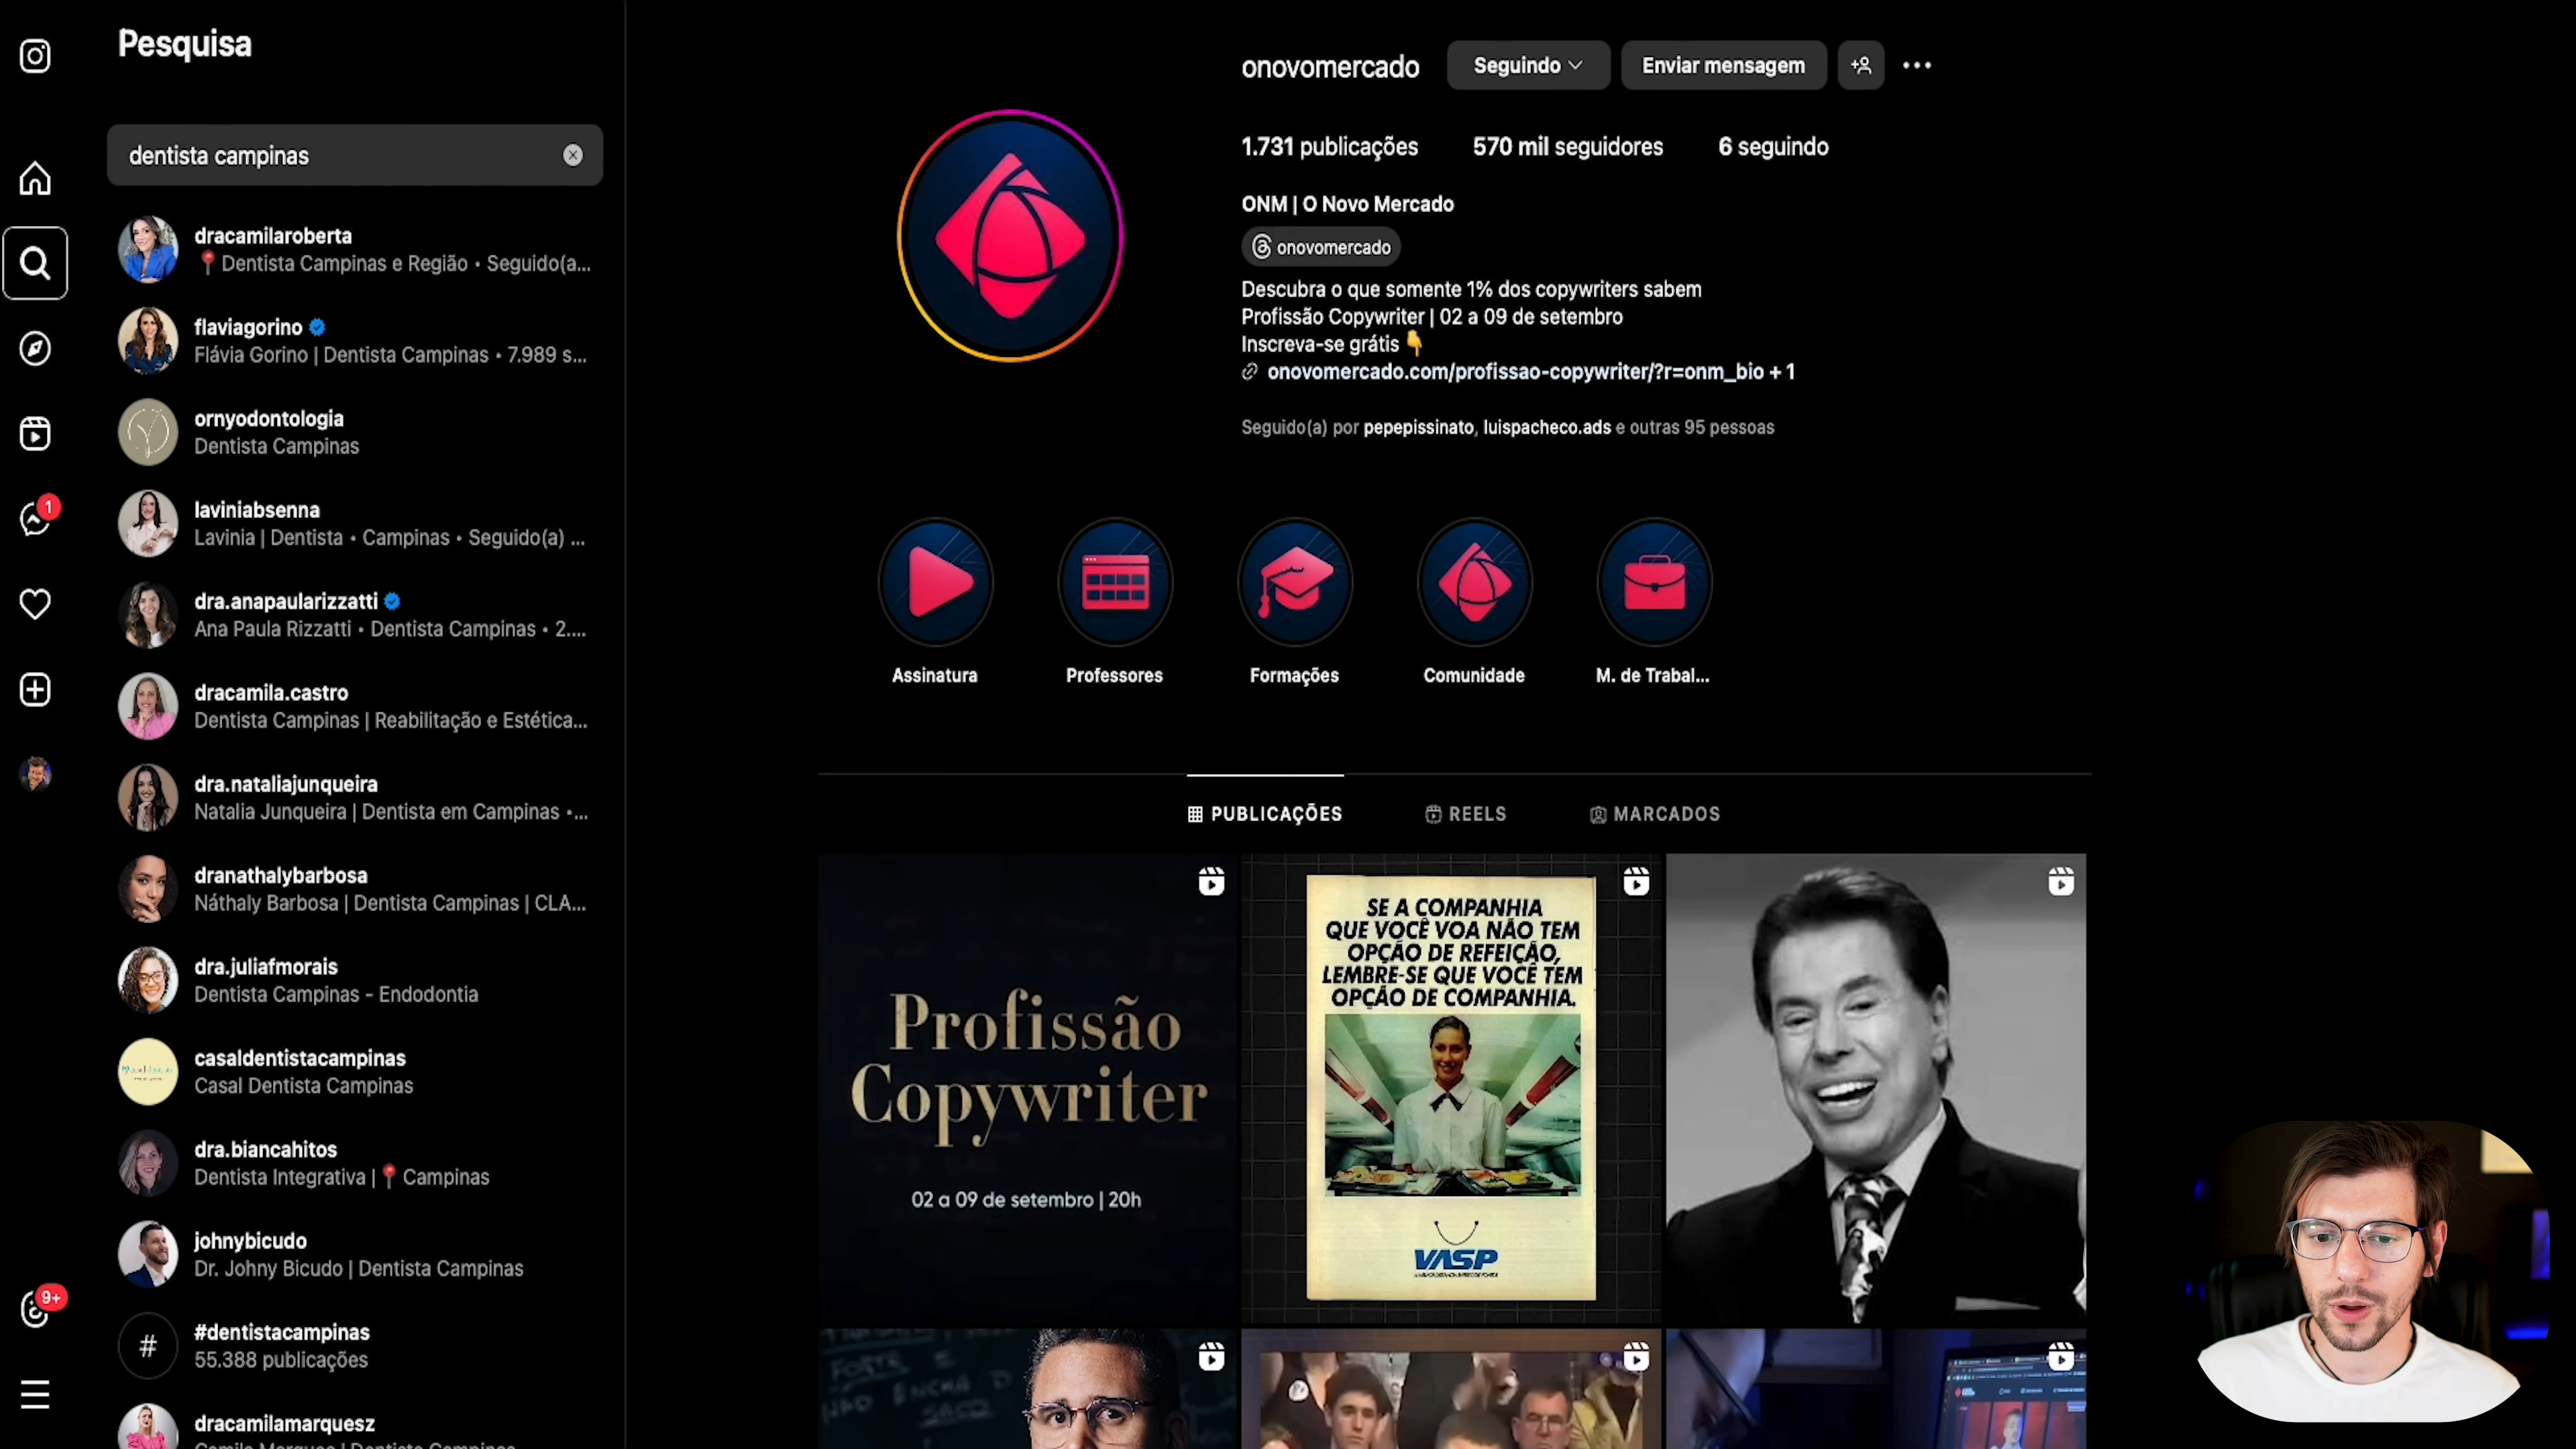 Pesquisa
dentista campinas
dracamilaroberta
📍Dentista Campinas e Região • Seguido(a...
flaviagorino
Flávia Gorino | Dentista Campinas • 7.989 s...
ornyodontologia
Dentista Campinas
laviniabsenna
Lavinia | Dentista • Campinas • Seguido(a) ...
dra.anapaularizzatti
Ana Paula Rizzatti • Dentista Campinas • 2....
dracamila.castro
Dentista Campinas | Reabilitação e Estética...
dra.nataliajunqueira
Natalia Junqueira | Dentista em Campinas •...
dranathalybarbosa
Náthaly Barbosa | Dentista Campinas | CLA...
dra.juliafmorais
Dentista Campinas - Endodontia
casaldentistacampinas
Casal Dentista Campinas
dra.biancahitos
Dentista Integrativa |📍Campinas
johnybicudo
Dr. Johny Bicudo | Dentista Campinas
#
#dentistacampinas
55.388 publicações
dracamilamarquesz
1
9+
onovomercado
Seguindo
Enviar mensagem
1.731 publicações
570 mil seguidores
6 seguindo
ONM | O Novo Mercado
onovomercado
Descubra o que somente 1% dos copywriters sabem
Profissão Copywriter | 02 a 09 de setembro
Inscreva-se grátis👇
onovomercado.com/profissao-copywriter/?r=onm_bio + 1
Seguido(a) por pepepissinato, luispacheco.ads e outras 95 pessoas
Assinatura
Professores
Formações
Comunidade
M. de Trabal...
PUBLICAÇÕES
REELS
MARCADOS
Profissão
Copywriter
02 a 09 de setembro | 20h
SE A COMPANHIA
QUE VOCÊ VOA NÃO TEM
OPÇÃO DE REFEIÇÃO,
LEMBRE-SE QUE VOCÊ TEM
OPÇÃO DE COMPANHIA.
VASP
FORTE E
NÃO ENCHA O
SACO